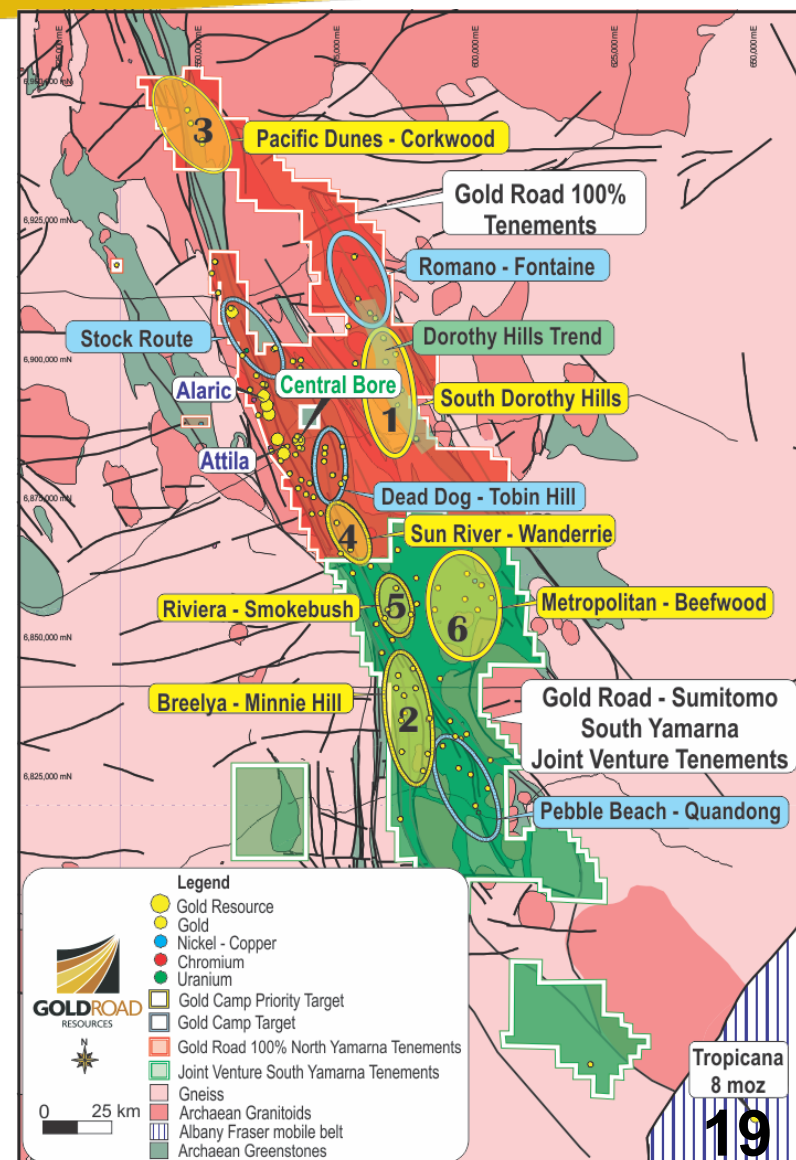 550,000 mE
600,000 mE
625,000 mE
650,000 mE
3
Pacific Dunes - Corkwood
Gold Road 100%
Tenements
6,925,000 mN
Romano - Fontaine
Stock Route
Dorothy Hills Trend
6,900,000 mN
Alaric
Central Bore
South Dorothy Hills
1
Attila
6,875,000 mN
Dead Dog - Tobin Hill
4
Sun River - Wanderrie
Riviera - Smokebush
5
Metropolitan - Beefwood
6
6,850,000 mN
Breelya - Minnie Hill
2
Gold Road - Sumitomo
South Yamarna
Joint Venture Tenements
6,825,000 mN
Pebble Beach - Quandong
Legend
Gold Resource
Gold
Nickel - Copper
Chromium
Uranium
Gold Camp Priority Target
Gold Camp Target
Gold Road 100% North Yamarna Tenements
Joint Venture South Yamarna Tenements
Gneiss
Archaean Granitoids
Albany Fraser mobile belt
Archaean Greenstones
GOLDROAD
RESOURCES
N
0 25 km
Tropicana
8 moz
19